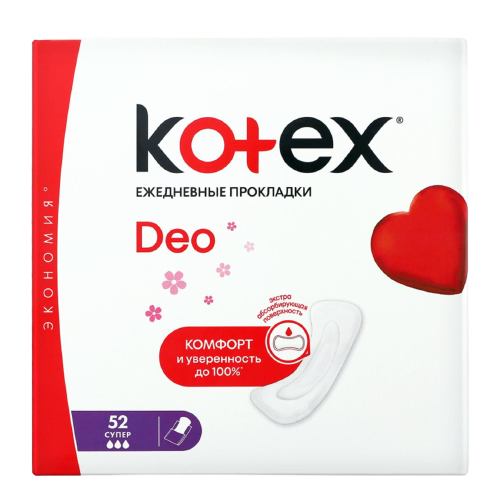 kotex®
ЕЖЕДНЕВНЫЕ ПРОКЛАДКИ
Deo
ЭКОНОМИЯ°
экстра
абсорбирующая
поверхность
КОМФОРТ
и уверенность
до 100%*
52
СУПЕР